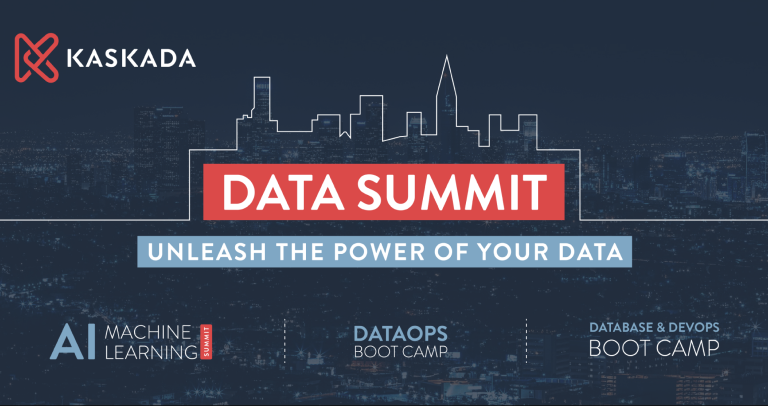 KASKADA
DATA SUMMIT
UNLEASH THE POWER OF YOUR DATA
AI MACHINE
LEARNING
SUMMIT
DATAOPS
BOOT CAMP
DATABASE & DEVOPS
BOOT CAMP